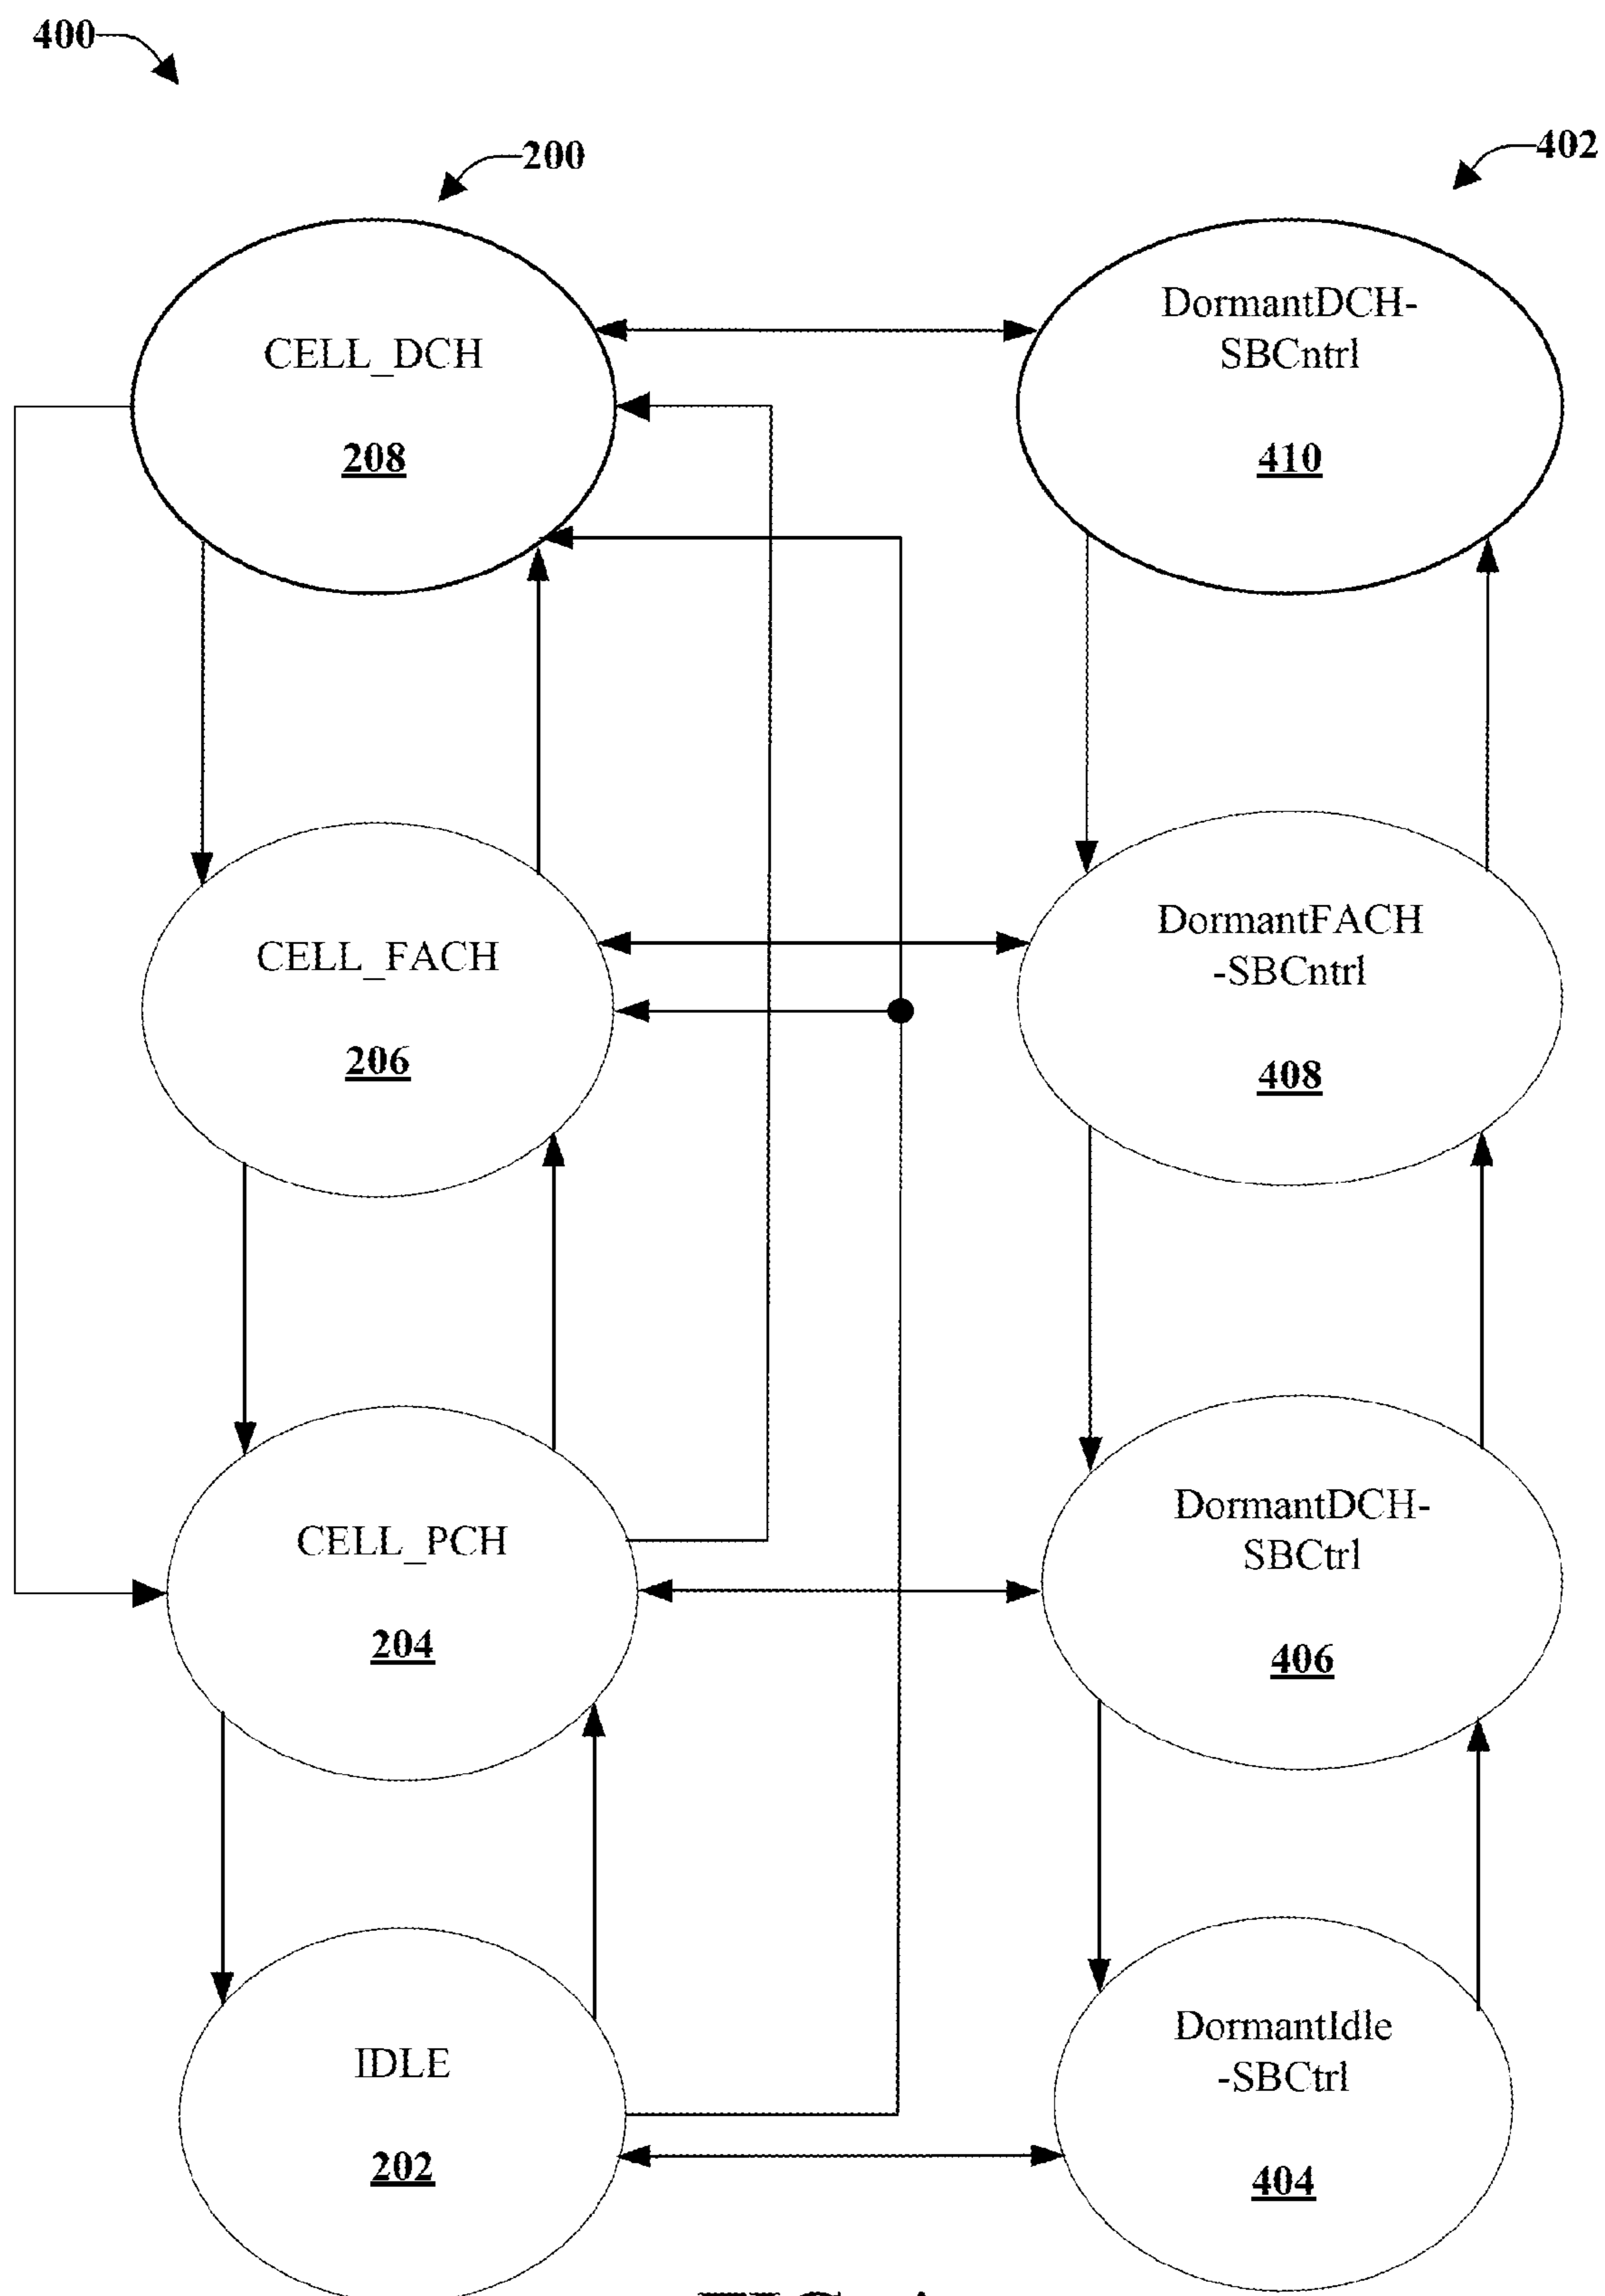 400
200
402
CELL_DCH
208
DormantDCH-
SBCntrl
410
CELL_FACH
206
DormantFACH
-SBCntrl
408
CELL_PCH
204
DormantDCH-
SBCtrl
406
IDLE
202
DormantIdle
-SBCtrl
404